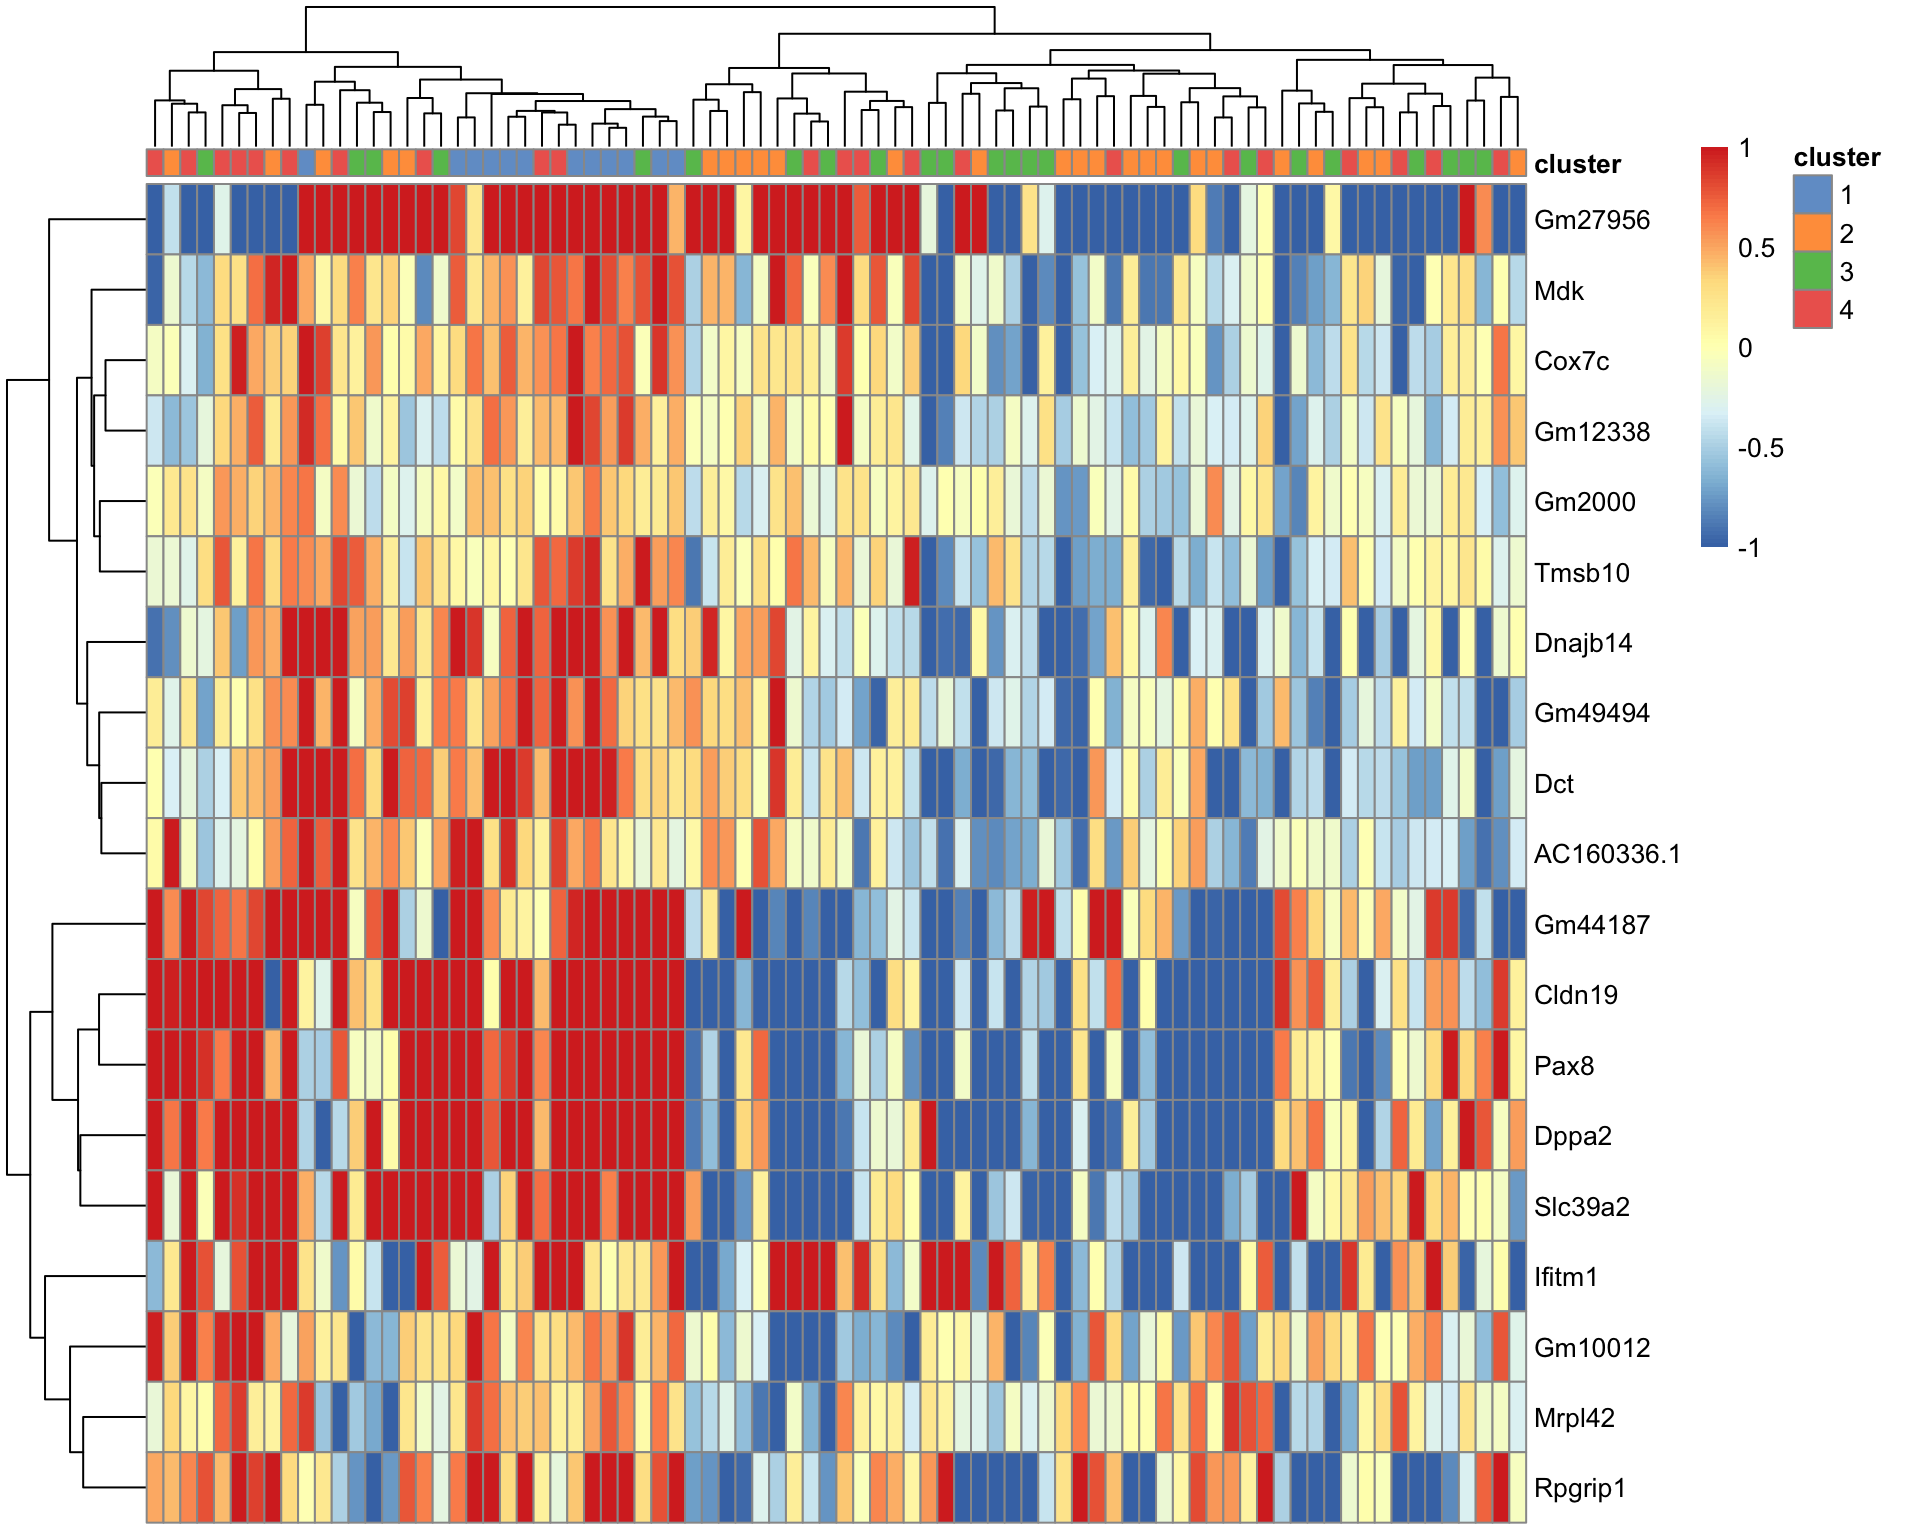 cluster
Gm27956
Mdk
Cox7c
Gm12338
Gm2000
Tmsb10
Dnajb14
Gm49494
Dct
AC160336.1
Gm44187
Cldn19
Pax8
Dppa2
Slc39a2
Ifitm1
Gm10012
Mrpl42
Rpgrip1
1
0.5
0
-0.5
-1
cluster
1
2
3
4